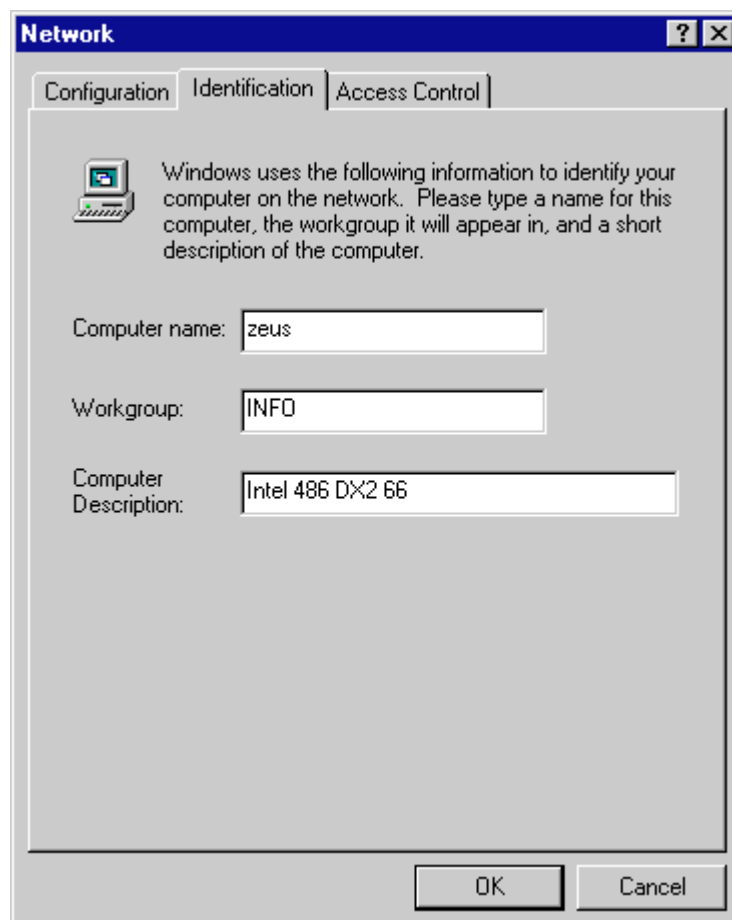 Network
Configuration Identification Access Control
Windows uses the following information to identify your
computer on the network. Please type a name for this
computer, the workgroup it will appear in, and a short
description of the computer.
Computer name: zeus
Workgroup: INFO
Computer
Description: Intel 486 DX2 66
OK Cancel